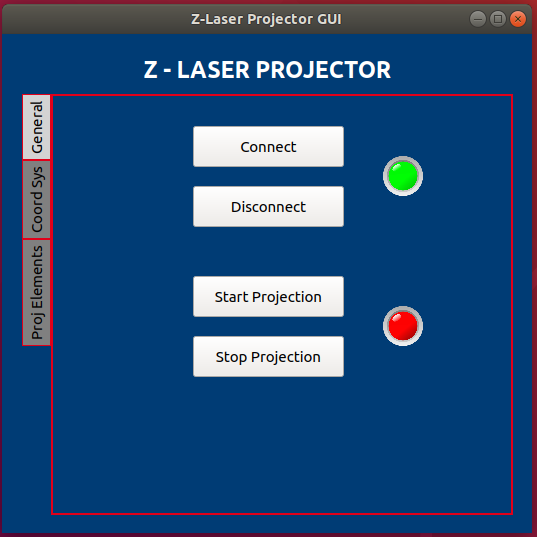 Z-Laser Projector GUI
Z - LASER PROJECTOR
General
Coord Sys
Proj Elements
Connect
Disconnect
Start Projection
Stop Projection